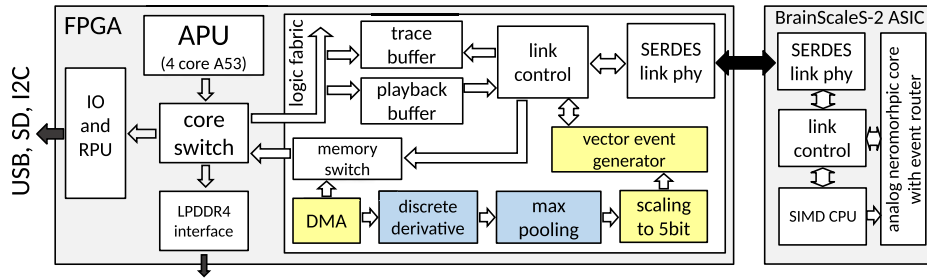 FPGA
APU
(4 core A53)
IO
and
RPU
core
switch
LPDDR4
interface
USB, SD, I2C
logic fabric
trace
buffer
playback
buffer
link
control
SERDES
link phy
memory
switch
vector event
generator
DMA
discrete
derivative
max
pooling
scaling
to 5bit
BrainScaleS-2 ASIC
SERDES
link phy
link
control
SIMD CPU
analog neromorhpic core
with event router